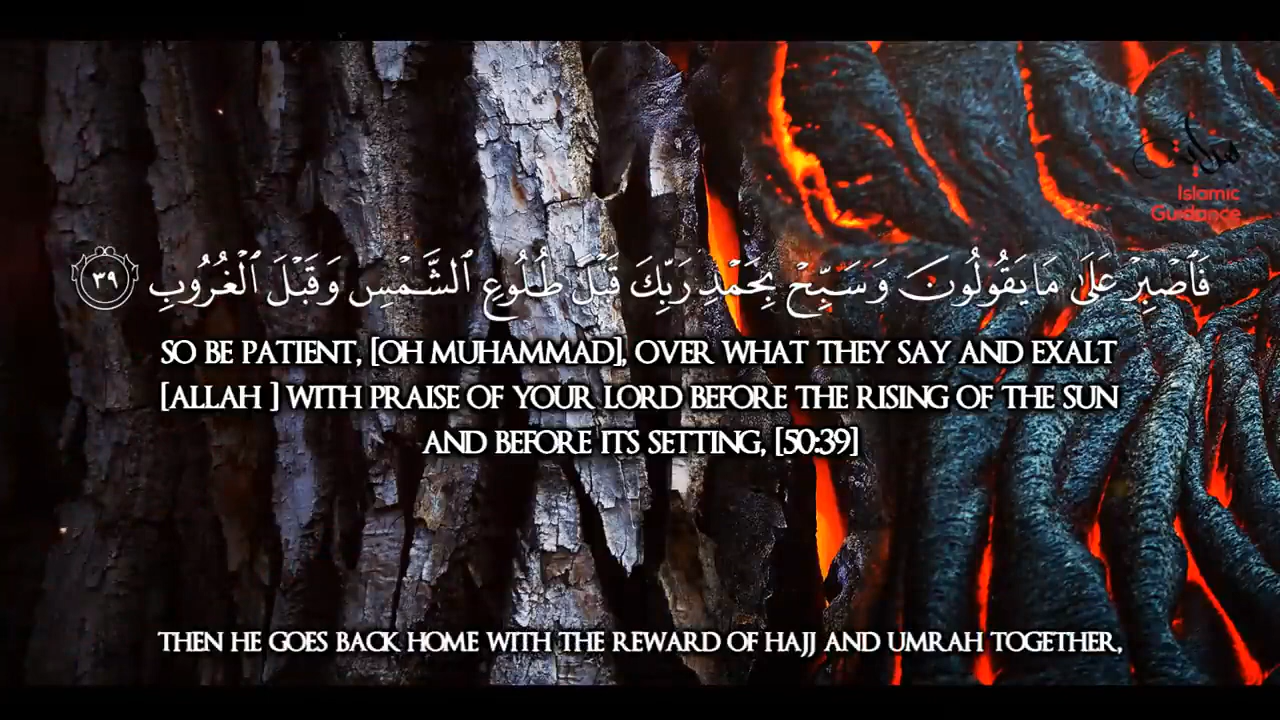 هداية
Islamic
Guidance
فَٱصْبِرْ عَلَىٰ مَا يَقُولُونَ وَسَبِّحْ بِحَمْدِ رَبِّكَ قَبْلَ طُلُوعِ ٱلشَّمْسِ وَقَبْلَ ٱلْغُرُوبِ ٣٩
SO BE PATIENT, [OH MUHAMMAD], OVER WHAT THEY SAY AND EXALT
[ALLAH ] WITH PRAISE OF YOUR LORD BEFORE THE RISING OF THE SUN
AND BEFORE ITS SETTING, [50:39]
THEN HE GOES BACK HOME WITH THE REWARD OF HAJJ AND UMRAH TOGETHER,